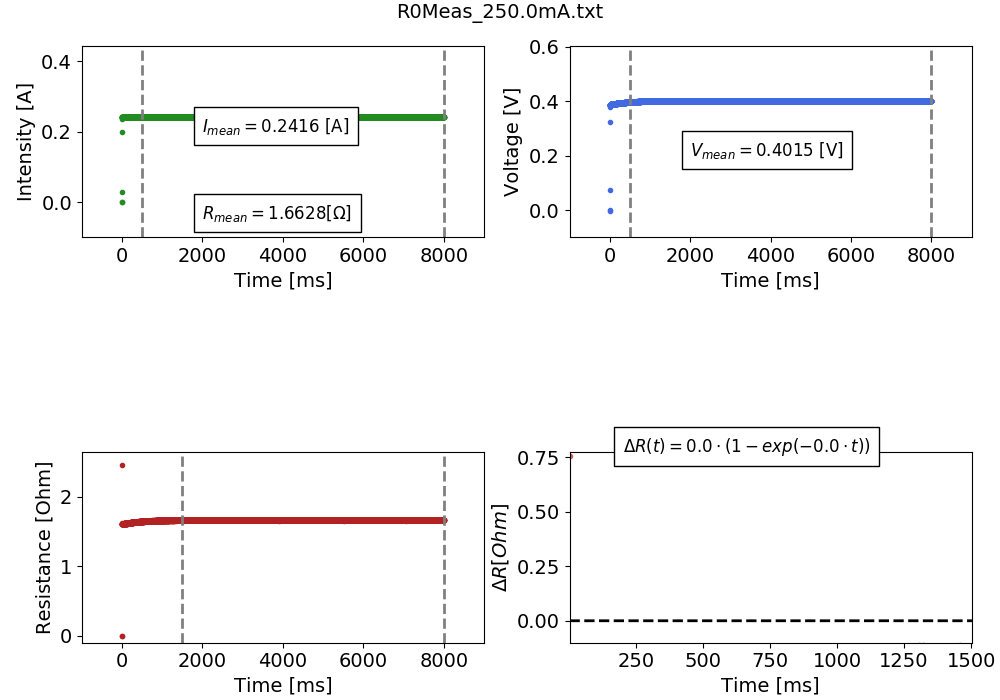 R0Meas_250.0mA.txt
Intensity [A]
0.4
0.2
0.0
I_mean = 0.2416 [A]
R_mean = 1.6628[Ω]
0 2000 4000 6000 8000
Time [ms]
Voltage [V]
0.6
0.4
0.2
0.0
V_mean = 0.4015 [V]
0 2000 4000 6000 8000
Time [ms]
Resistance [Ohm]
2
1
0
0 2000 4000 6000 8000
Time [ms]
ΔR(t) = 0.0 · (1 − exp(−0.0 · t))
ΔR[Ohm]
0.75
0.50
0.25
0.00
250 500 750 1000 1250 1500
Time [ms]